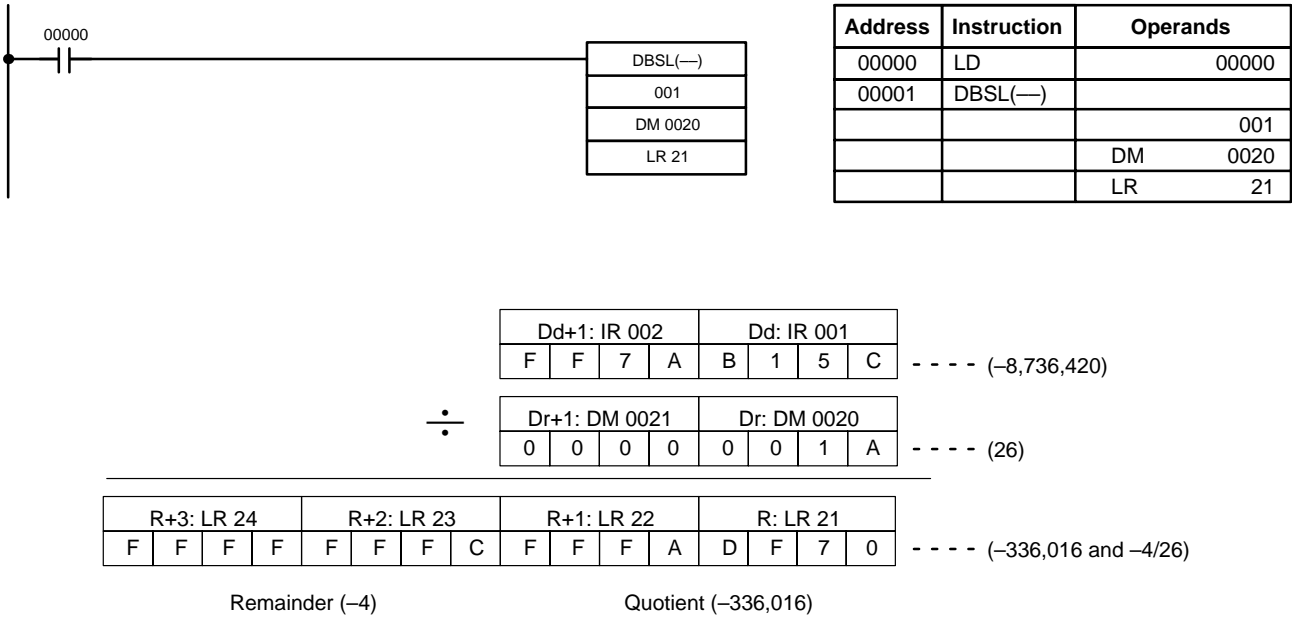 00000
DBSL(––)
001
DM 0020
LR 21
Address Instruction Operands
00000 LD 00000
00001 DBSL(––)
001
DM 0020
LR 21
Dd+1: IR 002 Dd: IR 001
F F 7 A B 1 5 C - - - - (–8,736,420)
÷ Dr+1: DM 0021 Dr: DM 0020
0 0 0 0 0 0 1 A - - - - (26)
R+3: LR 24 R+2: LR 23 R+1: LR 22 R: LR 21
F F F F F F F C F F F A D F 7 0 - - - - (–336,016 and –4/26)
Remainder (–4) Quotient (–336,016)